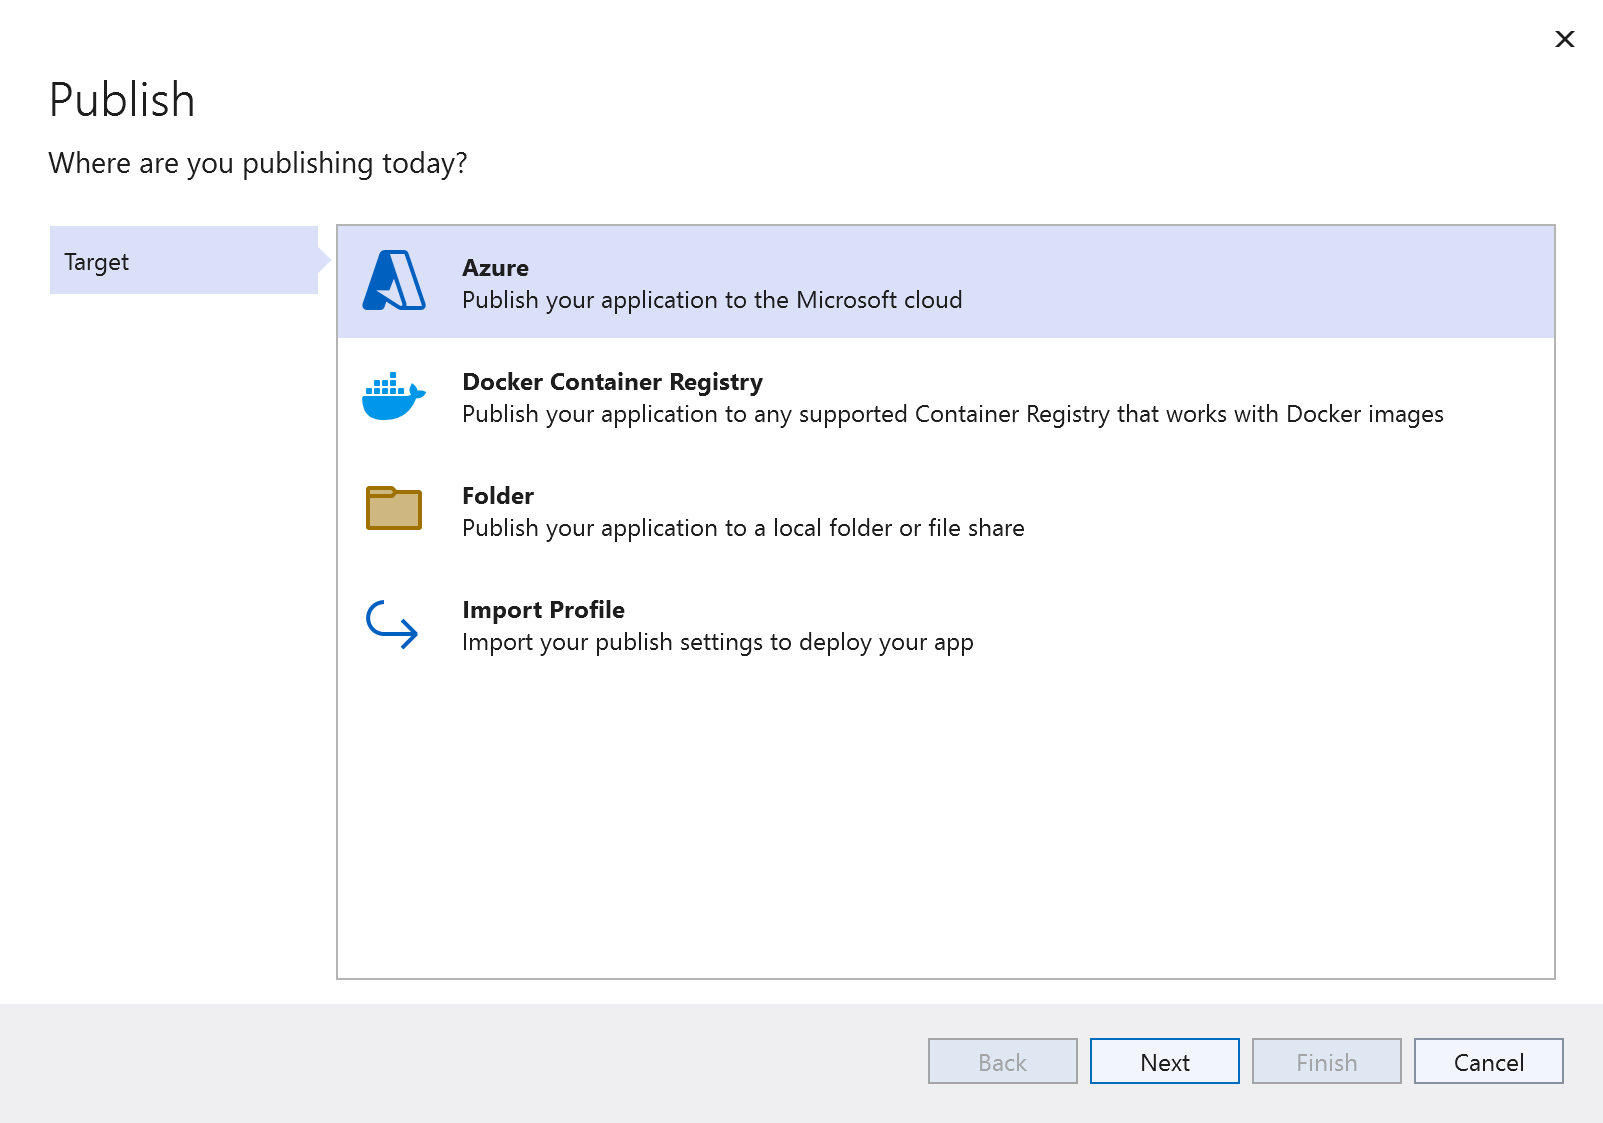 Publish
Where are you publishing today?
Target
Azure
Publish your application to the Microsoft cloud
Docker Container Registry
Publish your application to any supported Container Registry that works with Docker images
Folder
Publish your application to a local folder or file share
Import Profile
Import your publish settings to deploy your app
Back
Next
Finish
Cancel